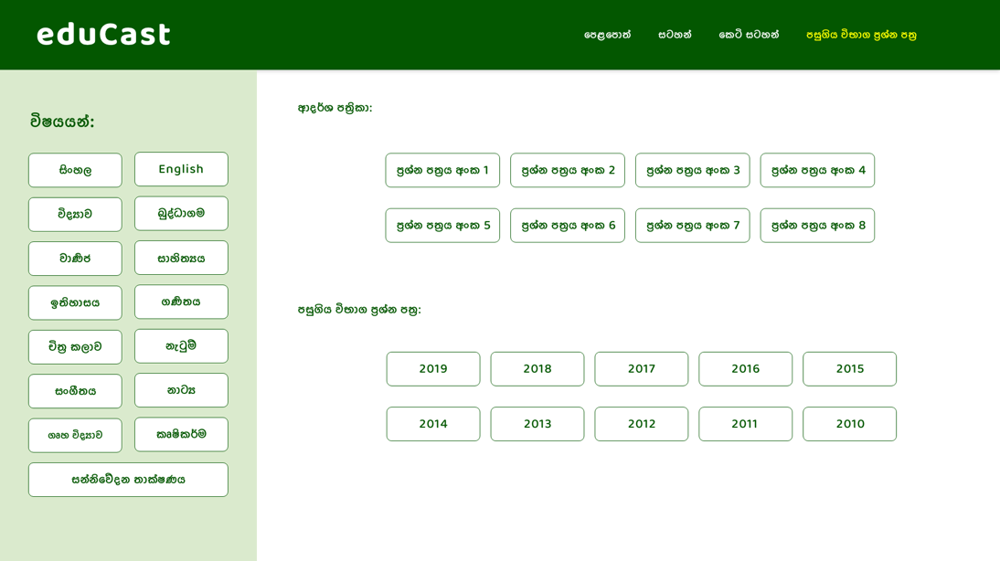 eduCast
පෙළපොත් සටහන් කෙටි සටහන් පසුගිය විභාග ප්‍රශ්න පත්‍ර
විෂයයන්:
සිංහල English
විද්‍යාව බුද්ධාගම
වාණිජ සාහිත්‍යය
ඉතිහාසය ගණිතය
චිත්‍ර කලාව නැටුම්
සංගීතය නාට්‍ය
ගෘහ විද්‍යාව කෘෂිකර්ම
සන්නිවේදන තාක්ෂණය
ආදර්ශ පත්‍රිකා:
ප්‍රශ්න පත්‍රය අංක 1 ප්‍රශ්න පත්‍රය අංක 2 ප්‍රශ්න පත්‍රය අංක 3 ප්‍රශ්න පත්‍රය අංක 4
ප්‍රශ්න පත්‍රය අංක 5 ප්‍රශ්න පත්‍රය අංක 6 ප්‍රශ්න පත්‍රය අංක 7 ප්‍රශ්න පත්‍රය අංක 8
පසුගිය විභාග ප්‍රශ්න පත්‍ර:
2019 2018 2017 2016 2015
2014 2013 2012 2011 2010